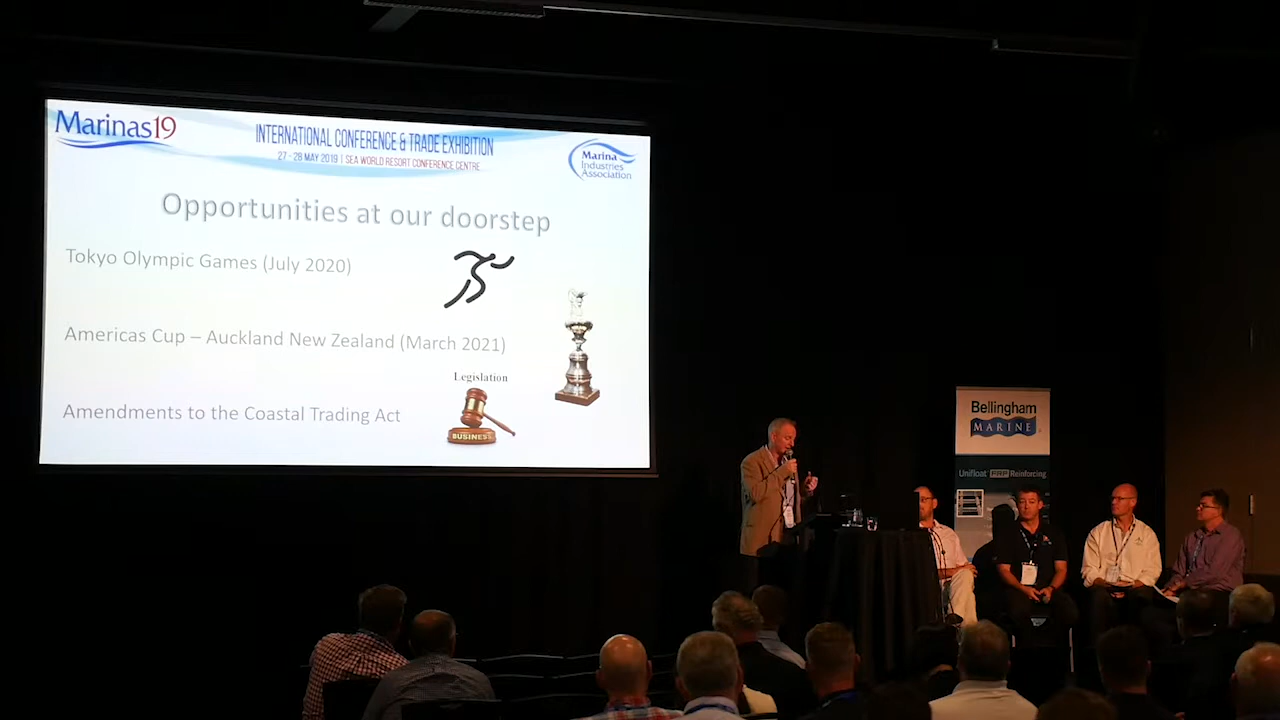 Marinas19
INTERNATIONAL CONFERENCE & TRADE EXHIBITION
27 - 28 MAY 2019 | SEA WORLD RESORT CONFERENCE CENTRE
Marina
Industries
Association
Opportunities at our doorstep
Tokyo Olympic Games (July 2020)
Americas Cup – Auckland New Zealand (March 2021)
Legislation
Amendments to the Coastal Trading Act
BUSINESS
Bellingham
MARINE
Unifloat FRP Reinforcing